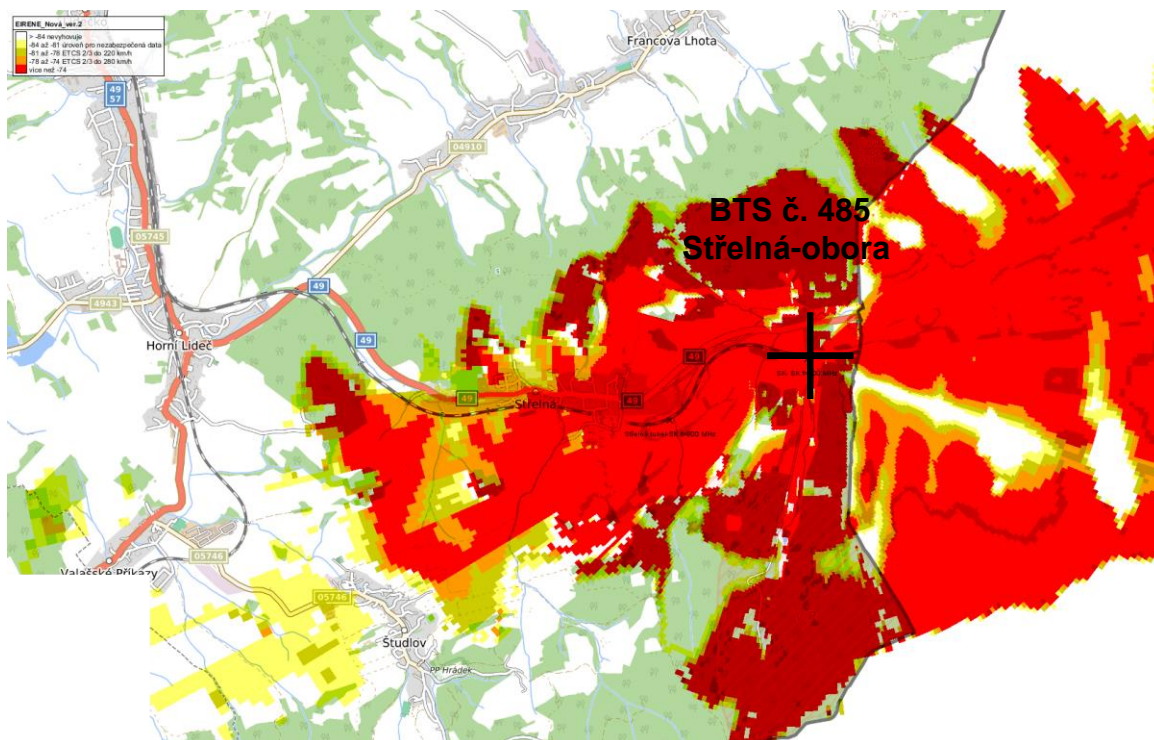 EIRENE_Nová_ver.2
> -84 nevyhovuje
-84 až -81 úroveň pro nezabezpečená data
-81 až -78 ETCS 2/3 do 220 km/h
-78 až -74 ETCS 2/3 do 280 km/h
více než -74
Francova Lhota
49
57
04910
BTS č. 485
Střelná-obora
05745
49
4943
Horní Lideč
49
49
49
Střelná
49
05746
Valašské Příkazy
05746
Študlov
PP Hrádek